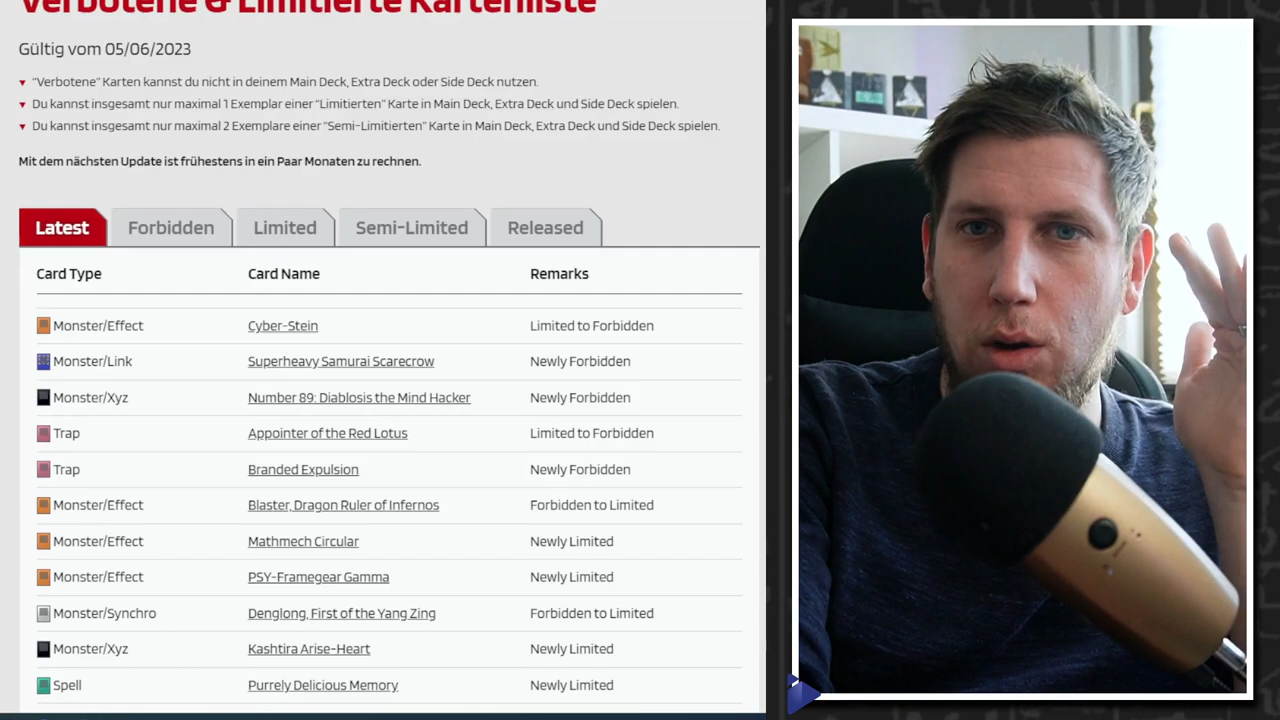 Verbotene & Limitierte Kartenliste
Gültig vom 05/06/2023
"Verbotene" Karten kannst du nicht in deinem Main Deck, Extra Deck oder Side Deck nutzen.
Du kannst insgesamt nur maximal 1 Exemplar einer "Limitierten" Karte in Main Deck, Extra Deck und Side Deck spielen.
Du kannst insgesamt nur maximal 2 Exemplare einer "Semi-Limitierten" Karte in Main Deck, Extra Deck und Side Deck spielen.
Mit dem nächsten Update ist frühestens in ein Paar Monaten zu rechnen.
Latest Forbidden Limited Semi-Limited Released
Card Type Card Name Remarks
Monster/Effect Cyber-Stein Limited to Forbidden
Monster/Link Superheavy Samurai Scarecrow Newly Forbidden
Monster/Xyz Number 89: Diablosis the Mind Hacker Newly Forbidden
Trap Appointer of the Red Lotus Limited to Forbidden
Trap Branded Expulsion Newly Forbidden
Monster/Effect Blaster, Dragon Ruler of Infernos Forbidden to Limited
Monster/Effect Mathmech Circular Newly Limited
Monster/Effect PSY-Framegear Gamma Newly Limited
Monster/Synchro Denglong, First of the Yang Zing Forbidden to Limited
Monster/Xyz Kashtira Arise-Heart Newly Limited
Spell Purrely Delicious Memory Newly Limited